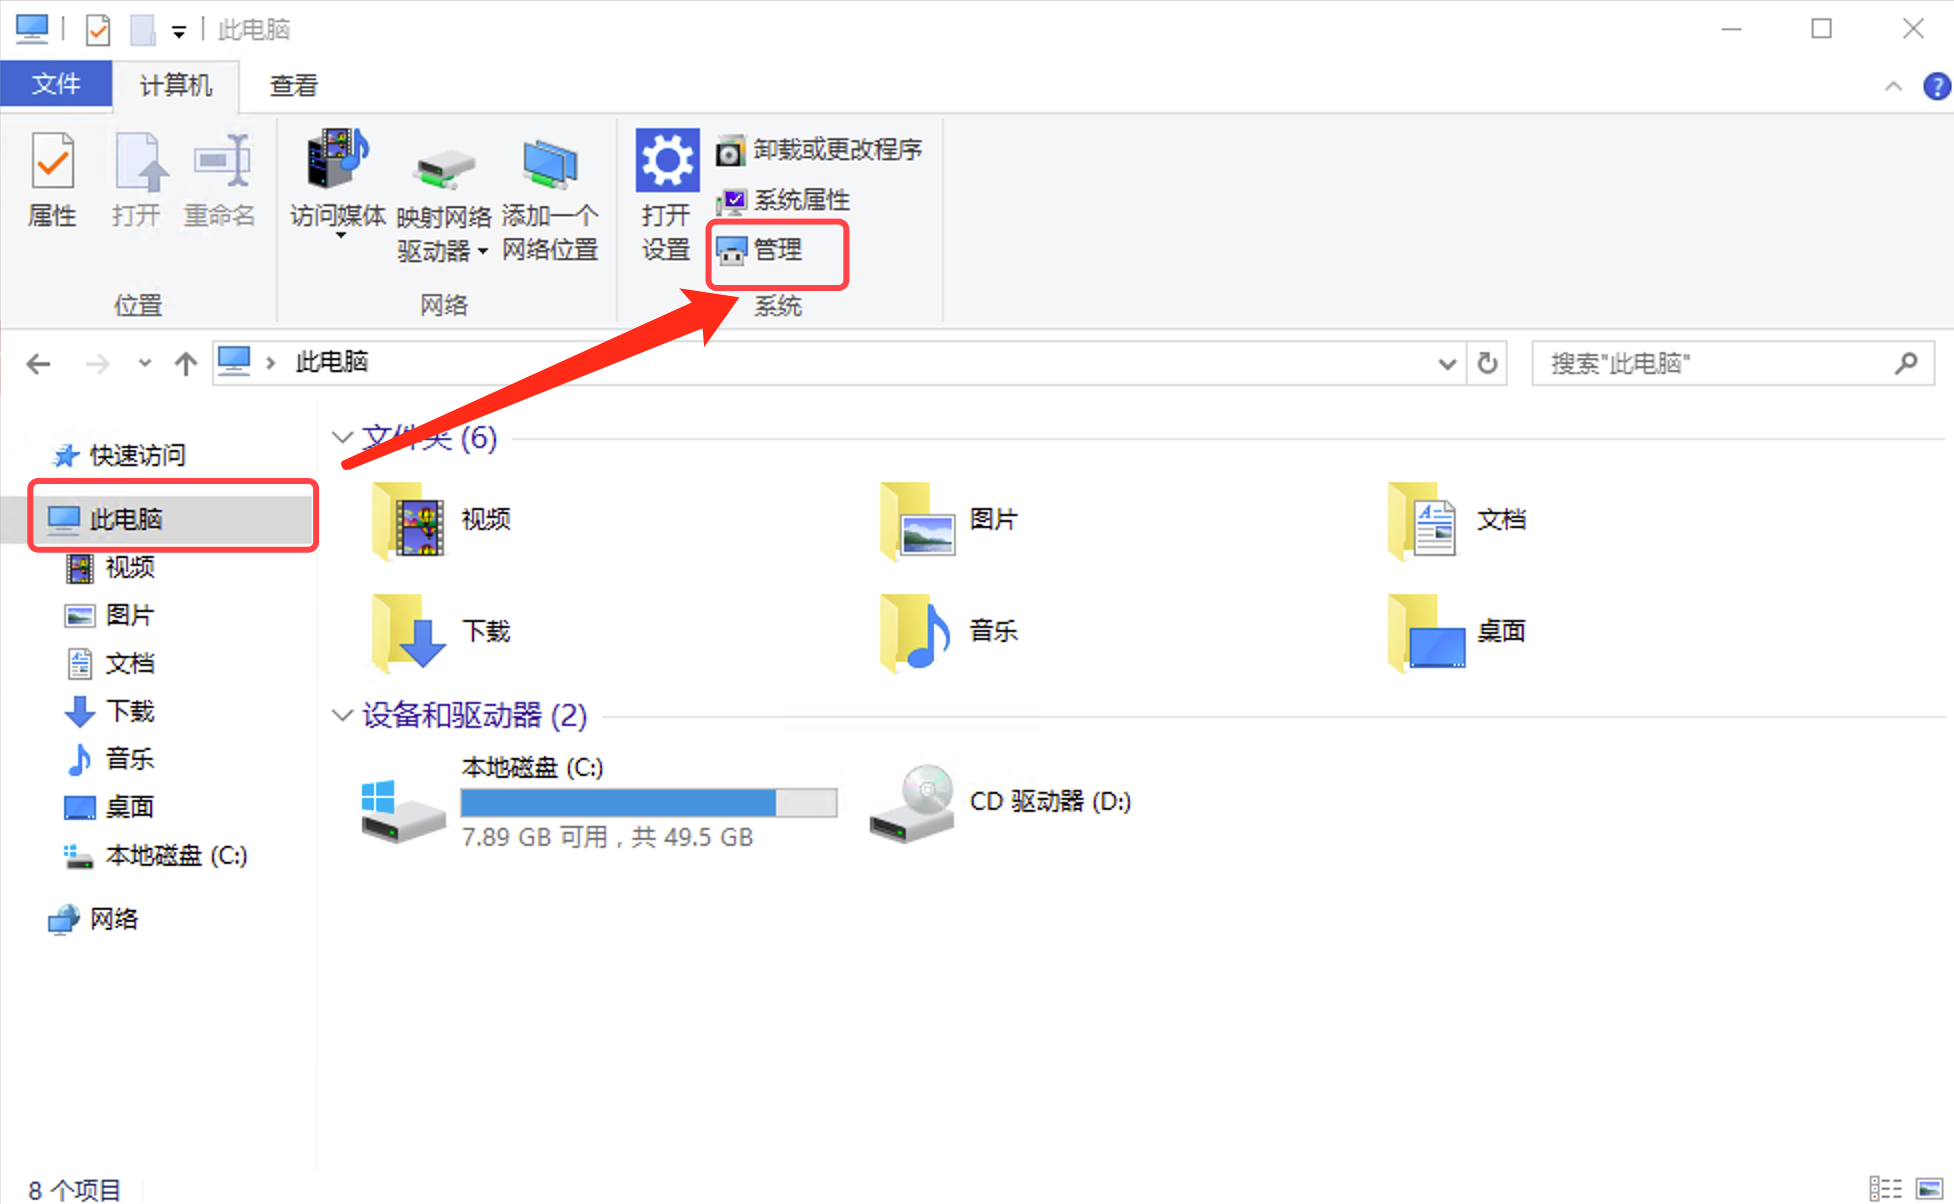 此电脑
文件 计算机 查看
卸载或更改程序
系统属性
管理
属性 打开 重命名 访问媒体 映射网络 添加一个 打开
驱动器 网络位置 设置
位置 网络 系统
此电脑
搜索"此电脑"
快速访问
此电脑
视频
图片
文档
下载
音乐
桌面
本地磁盘 (C:)
网络
文件夹 (6)
视频 图片 文档
下载 音乐 桌面
设备和驱动器 (2)
本地磁盘 (C:)
7.89 GB 可用，共 49.5 GB
CD 驱动器 (D:)
8 个项目